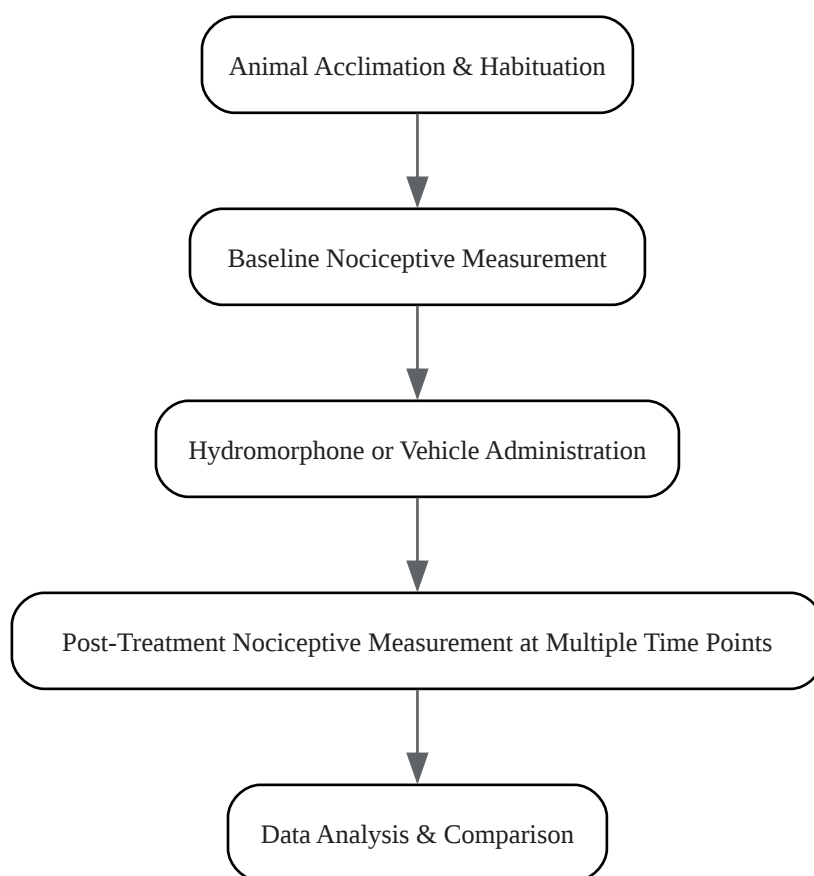 Animal Acclimation & Habituation
Baseline Nociceptive Measurement
Hydromorphone or Vehicle Administration
Post-Treatment Nociceptive Measurement at Multiple Time Points
Data Analysis & Comparison